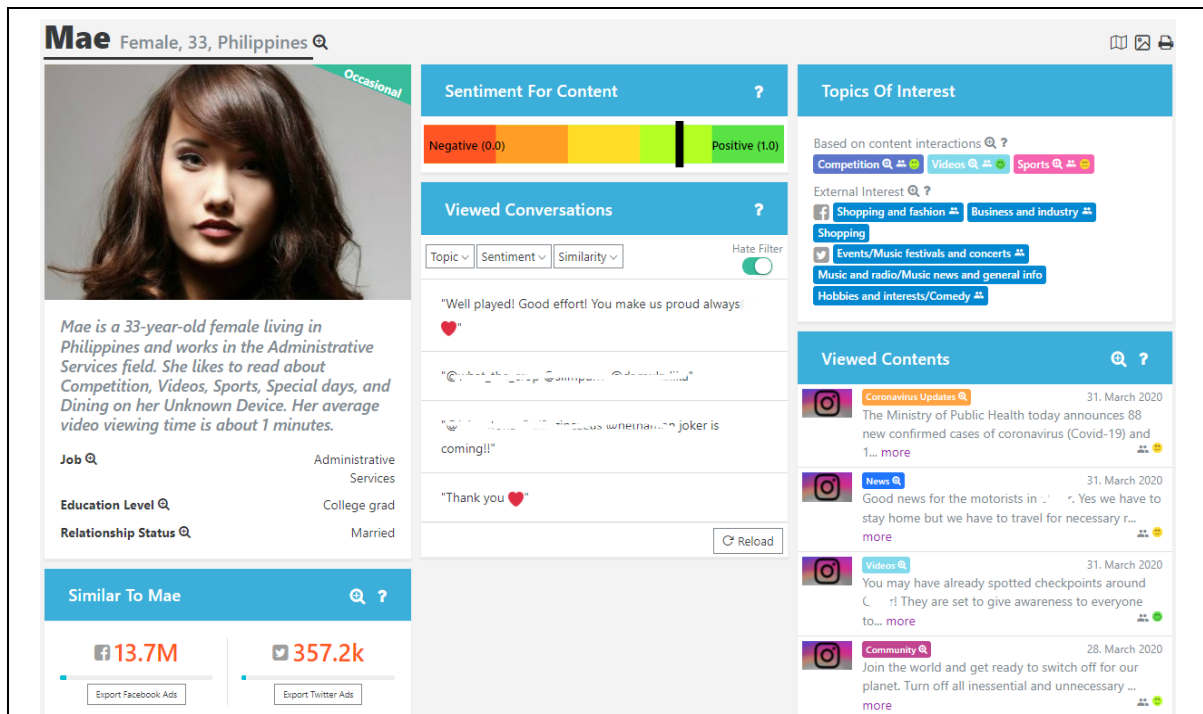 Mae Female, 33, Philippines
Occasional
Mae is a 33-year-old female living in
Philippines and works in the Administrative
Services field. She likes to read about
Competition, Videos, Sports, Special days, and
Dining on her Unknown Device. Her average
video viewing time is about 1 minutes.
Job Administrative
Services
Education Level College grad
Relationship Status Married
Similar To Mae ?
13.7M 357.2k
Export Facebook Ads Export Twitter Ads
Sentiment For Content ?
Negative (0.0) Positive (1.0)
Viewed Conversations ?
Hate Filter
Topic Sentiment Similarity
"Well played! Good effort! You make us proud always
❤"
joker is
coming!!"
"Thank you ❤"
Reload
Topics Of Interest
Based on content interactions ?
Competition Videos Sports
External Interest ?
Shopping and fashion Business and industry
Shopping
Events/Music festivals and concerts
Music and radio/Music news and general info
Hobbies and interests/Comedy
Viewed Contents ?
Coronavirus Updates 31. March 2020
The Ministry of Public Health today announces 88
new confirmed cases of coronavirus (Covid-19) and
1... more
News 31. March 2020
Good news for the motorists in . Yes we have to
stay home but we have to travel for necessary r...
more
Videos 31. March 2020
You may have already spotted checkpoints around
! They are set to give awareness to everyone
to... more
Community 28. March 2020
Join the world and get ready to switch off for our
planet. Turn off all inessential and unnecessary ...
more